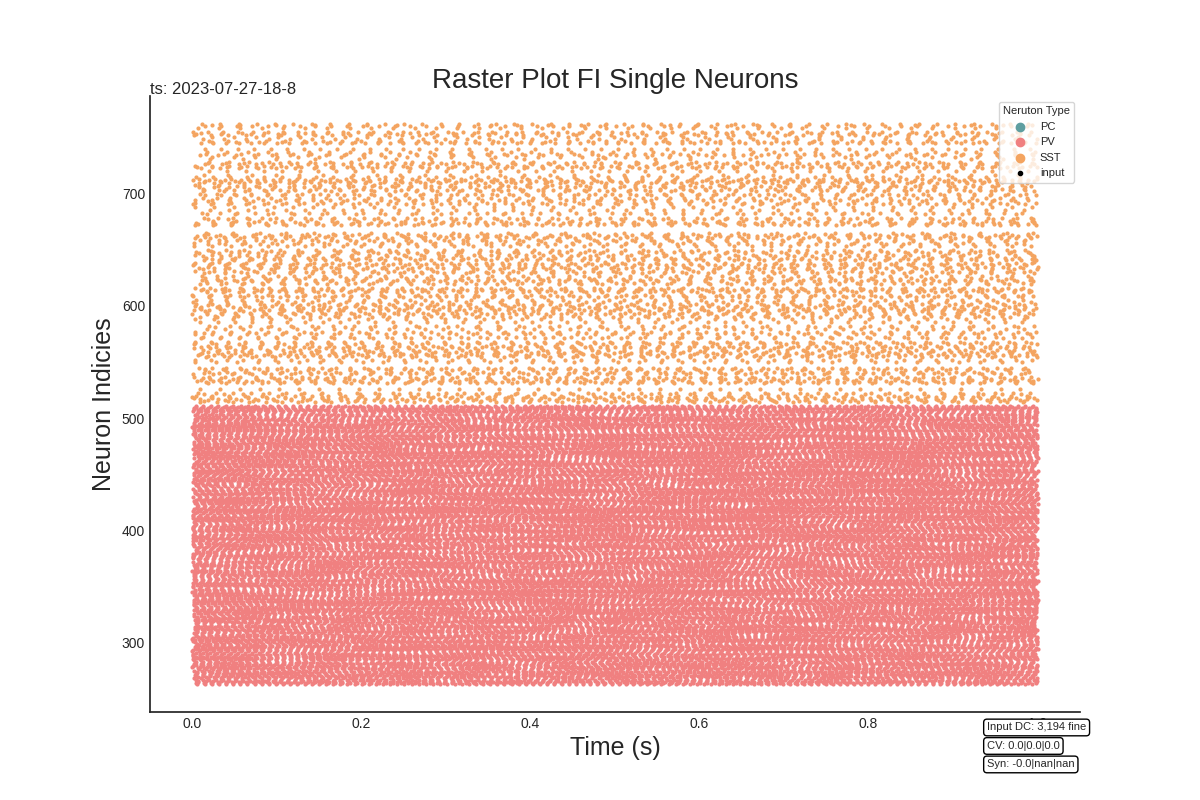 Raster Plot FI Single Neurons
ts: 2023-07-27-18-8
Neruton Type
PC
PV
SST
input
700
600
500
400
300
Neuron Indicies
0.0 0.2 0.4 0.6 0.8
Time (s)
Input DC: 3,194 fine
CV: 0.0|0.0|0.0
Syn: -0.0|nan|nan